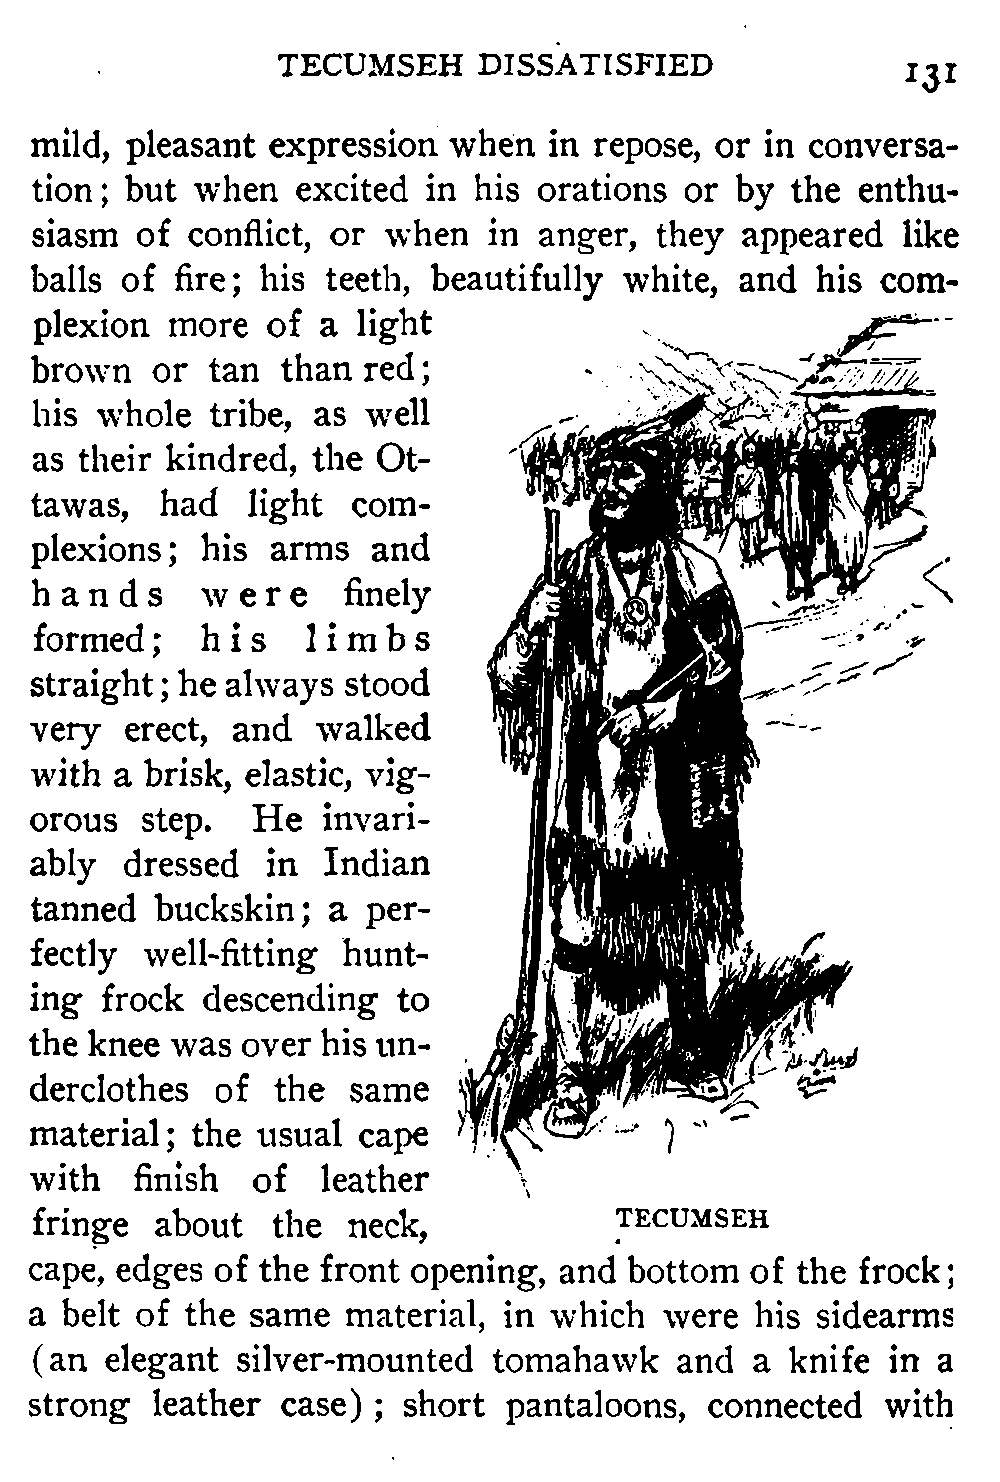 TECUMSEH DISSATISFIED 131
mild, pleasant expression when in repose, or in conversa-
tion; but when excited in his orations or by the enthu-
siasm of conflict, or when in anger, they appeared like
balls of fire; his teeth, beautifully white, and his com-
plexion more of a light
brown or tan than red;
his whole tribe, as well
as their kindred, the Ot-
tawas, had light com-
plexions; his arms and
hands were finely
formed; his limbs
straight; he always stood
very erect, and walked
with a brisk, elastic, vig-
orous step. He invari-
ably dressed in Indian
tanned buckskin; a per-
fectly well-fitting hunt-
ing frock descending to
the knee was over his un-
derclothes of the same
material; the usual cape
with finish of leather
fringe about the neck,
TECUMSEH
cape, edges of the front opening, and bottom of the frock;
a belt of the same material, in which were his sidearms
(an elegant silver-mounted tomahawk and a knife in a
strong leather case); short pantaloons, connected with